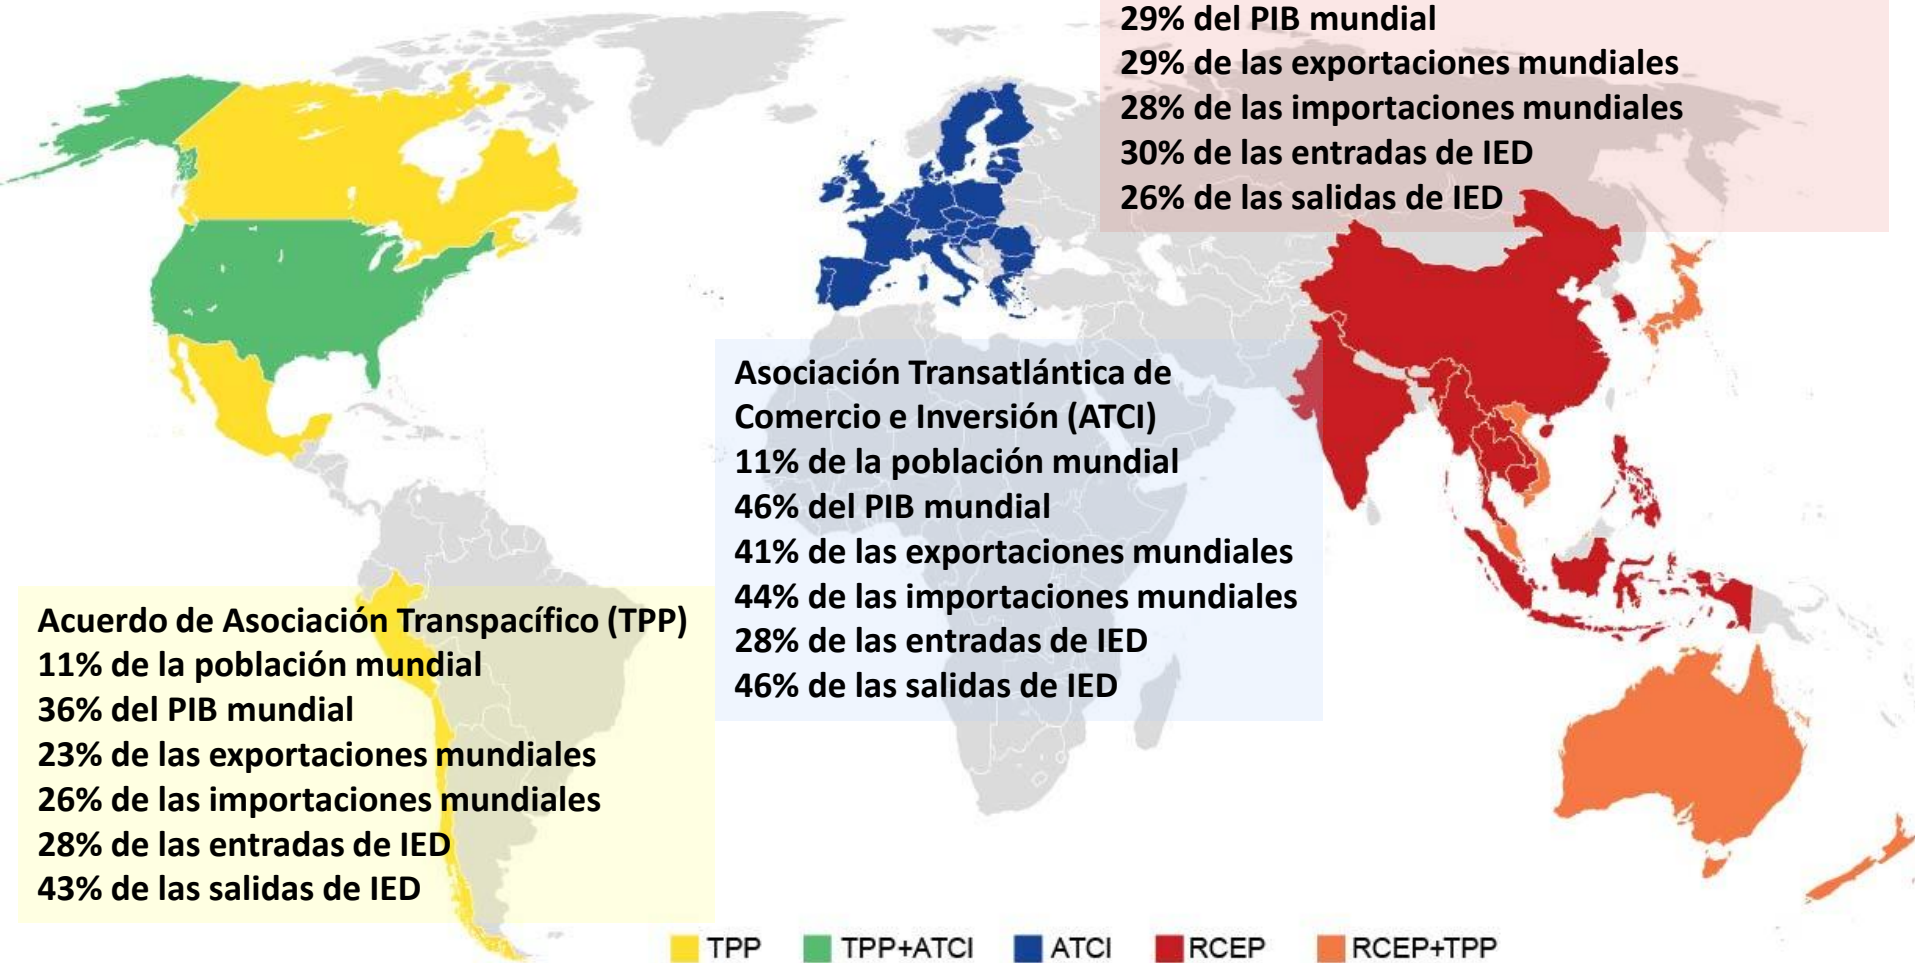 29% del PIB mundial
29% de las exportaciones mundiales
28% de las importaciones mundiales
30% de las entradas de IED
26% de las salidas de IED
Asociación Transatlántica de
Comercio e Inversión (ATCI)
11% de la población mundial
46% del PIB mundial
41% de las exportaciones mundiales
44% de las importaciones mundiales
28% de las entradas de IED
46% de las salidas de IED
Acuerdo de Asociación Transpacífico (TPP)
11% de la población mundial
36% del PIB mundial
23% de las exportaciones mundiales
26% de las importaciones mundiales
28% de las entradas de IED
43% de las salidas de IED
TPP TPP+ATCI ATCI RCEP RCEP+TPP